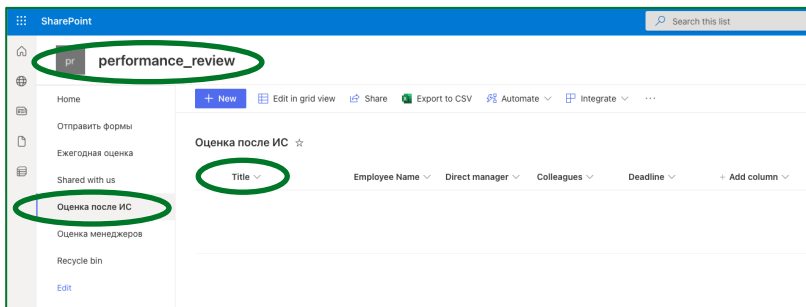 SharePoint
Search this list
pr performance_review
Home
+ New Edit in grid view Share Export to CSV Automate Integrate ...
Отправить формы
Оценка после ИС
Ежегодная оценка
Shared with us
Title Employee Name Direct manager Colleagues Deadline + Add column
Оценка после ИС
Оценка менеджеров
Recycle bin
Edit